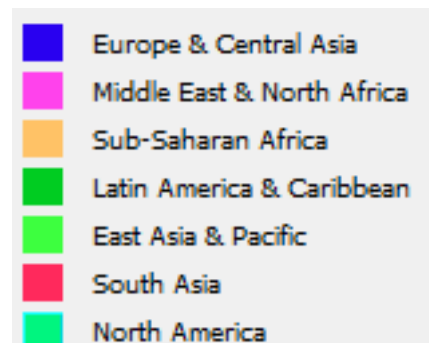 Europe & Central Asia
Middle East & North Africa
Sub-Saharan Africa
Latin America & Caribbean
East Asia & Pacific
South Asia
North America